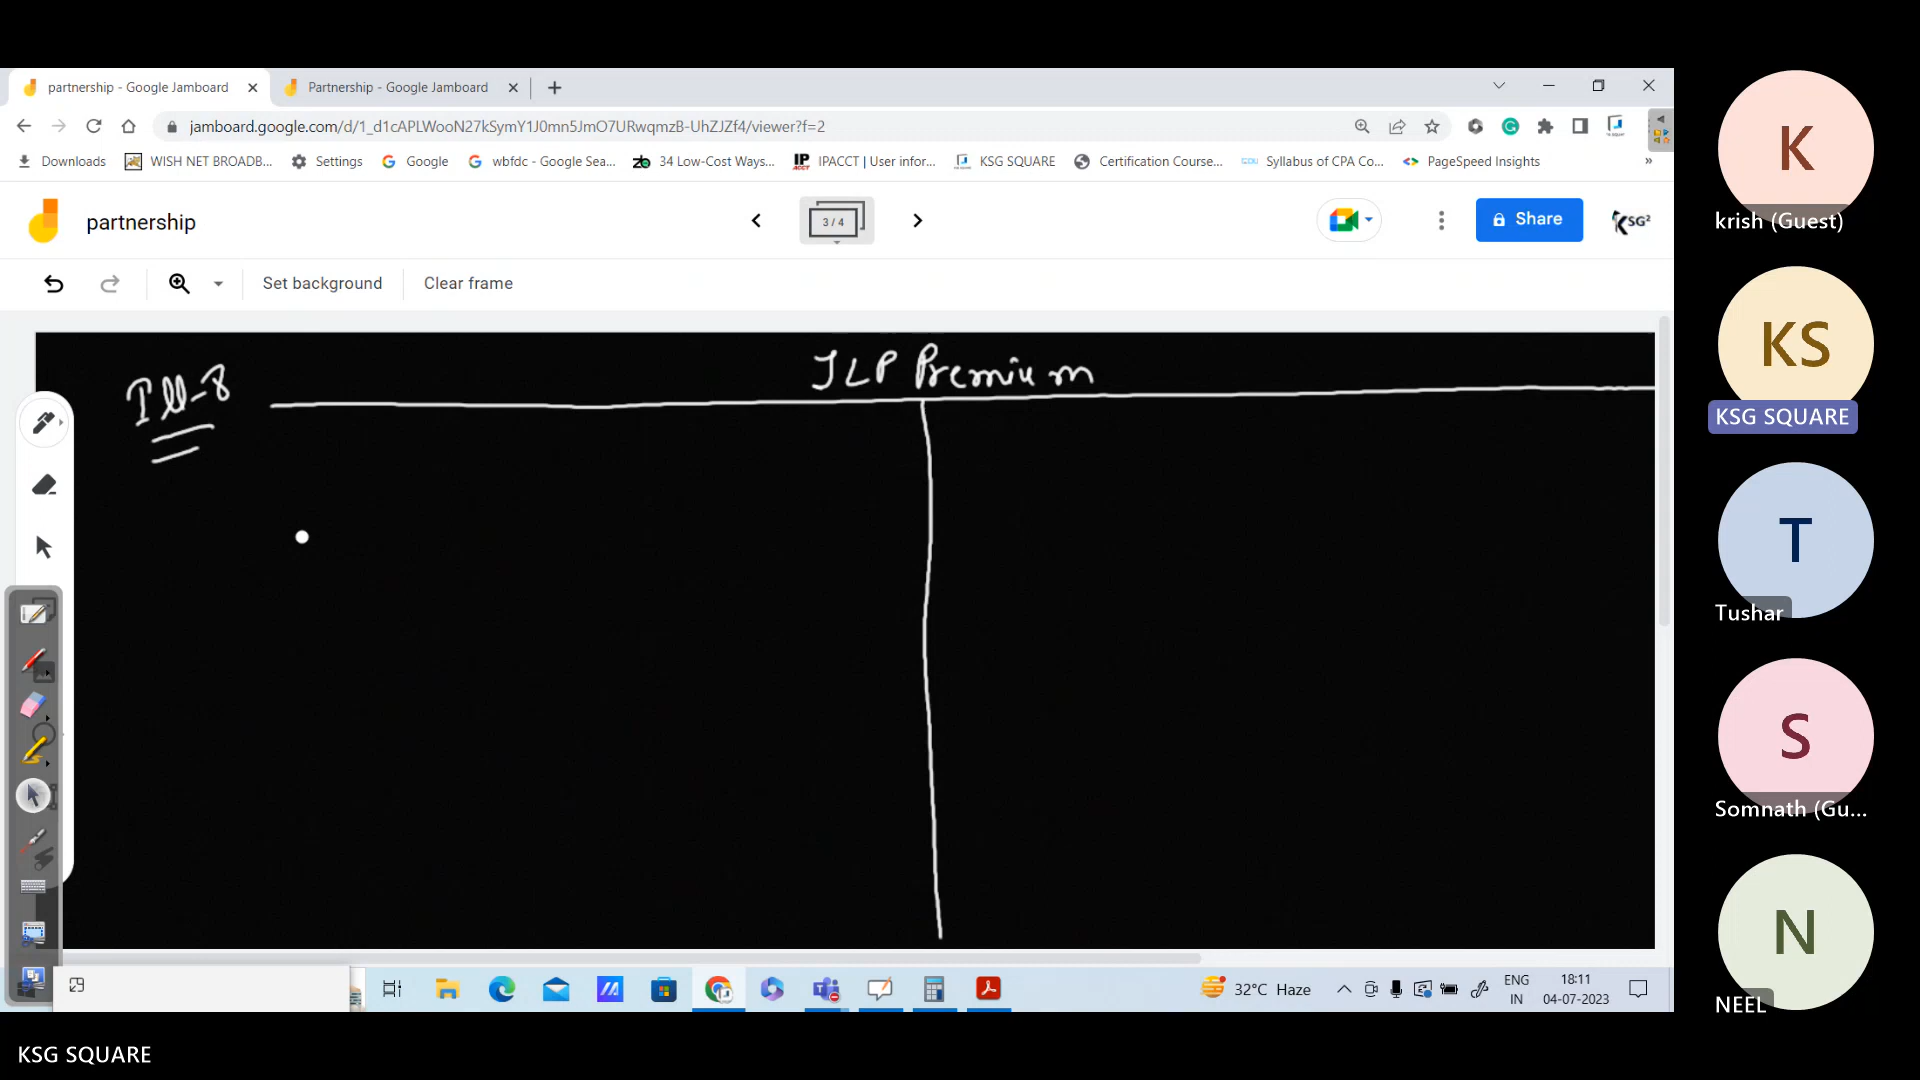 partnership - Google Jamboard
Partnership - Google Jamboard
jamboard.google.com/d/1_d1cAPLWooN27kSymY1J0mn5JmO7URwqmzB-UhZJZf4/viewer?f=2
Downloads
WISH NET BROADB...
Settings
Google
wbfdc - Google Sea...
34 Low-Cost Ways...
IPACCT | User infor...
KSG SQUARE
Certification Course...
Syllabus of CPA Co...
PageSpeed Insights
»
partnership
3 / 4
Share
KSG²
Set background
Clear frame
Ill-8
JLP Premium
32°C Haze
ENG
IN
18:11
04-07-2023
K
krish (Guest)
KS
KSG SQUARE
T
Tushar
S
Somnath (Gu...
N
NEEL
KSG SQUARE